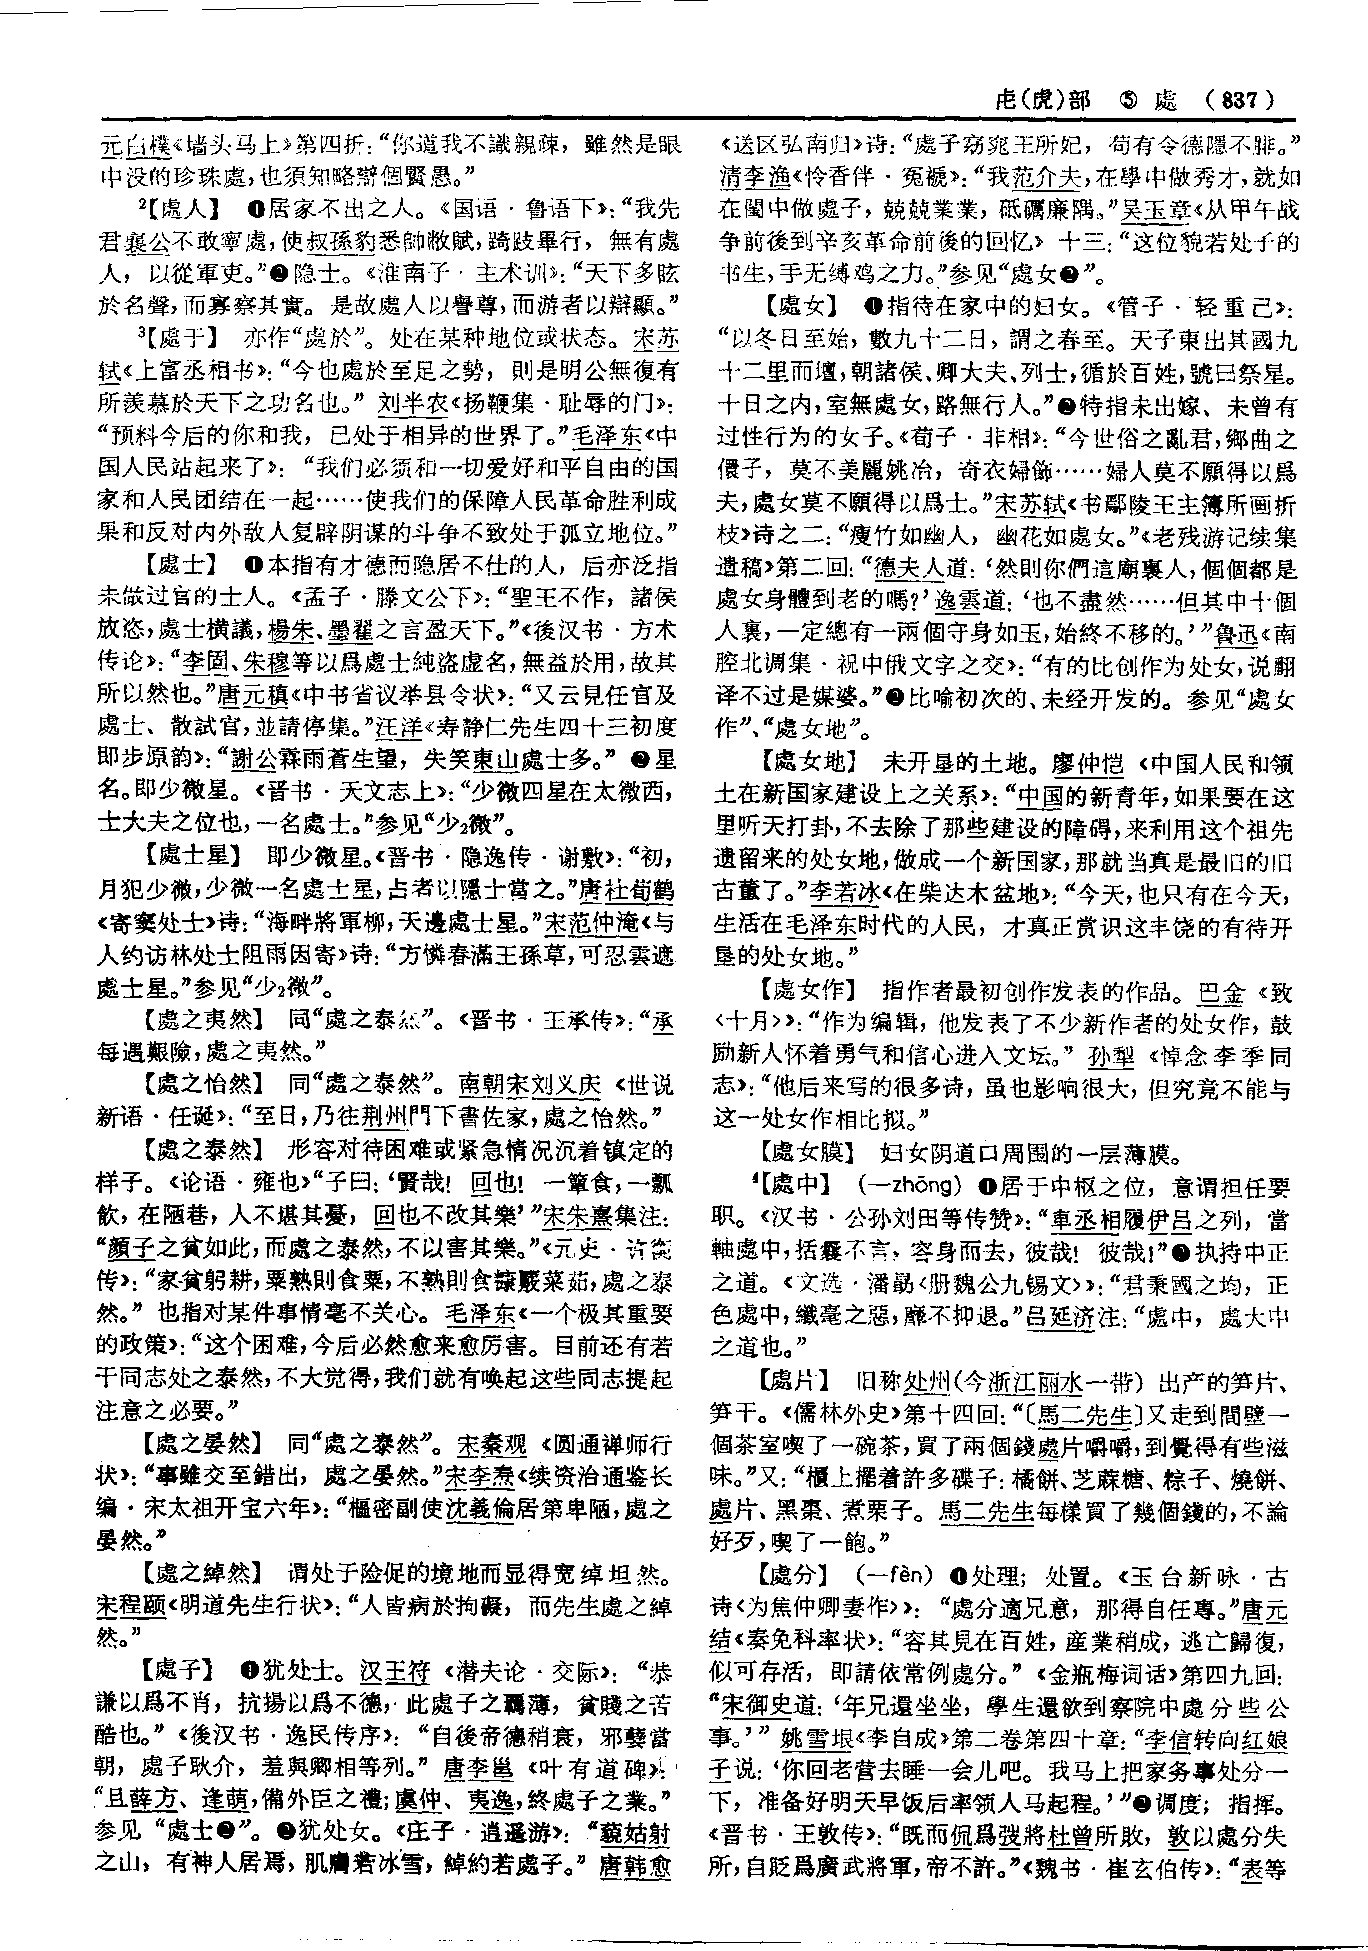 虍(虎)部 ⑤ 處 (837)
元白樸《墙头马上》第四折：“你道我不識親疎，雖然是眼
中没的珍珠處，也須知略辯個賢愚。”
²【處人】 ❶居家不出之人。《国语·鲁语下》：“我先
君襄公不敢寧處，使叔孫豹悉帥敝賦，踦跂畢行，無有處
人，以從軍吏。”❷隐士。《淮南子·主术训》：“天下多眩
於名聲，而寡察其實。是故處人以譽尊，而游者以辯顯。”
³【處于】 亦作“處於”。处在某种地位或状态。宋苏
轼《上富丞相书》：“今也處於至足之勢，則是明公無復有
所羨慕於天下之功名也。” 刘半农《扬鞭集·耻辱的门》：
“预料今后的你和我，已处于相异的世界了。”毛泽东《中
国人民站起来了》：“我们必须和一切爱好和平自由的国
家和人民团结在一起……使我们的保障人民革命胜利成
果和反对内外敌人复辟阴谋的斗争不致处于孤立地位。”
【處士】 ❶本指有才德而隐居不仕的人，后亦泛指
未做过官的士人。《孟子·滕文公下》：“聖王不作，諸侯
放恣，處士横議，楊朱、墨翟之言盈天下。”《後汉书·方术
传论》：“李固、朱穆等以爲處士純盜虚名，無益於用，故其
所以然也。”唐元稹《中书省议举县令状》：“又云見任官及
處士、散試官，並請停集。”汪洋《寿静仁先生四十三初度
即步原韵》：“謝公霖雨蒼生望，失笑東山處士多。” ❷星
名。即少微星。《晋书·天文志上》：“少微四星在太微西，
士大夫之位也，一名處士。”参见“少₂微”。
【處士星】 即少微星。《晋书·隐逸传·谢敷》：“初，
月犯少微，少微一名處士星，占者以隱士當之。”唐杜荀鹤
《寄窦处士》诗：“海畔將軍柳，天邊處士星。”宋范仲淹《与
人约访林处士阻雨因寄》诗：“方憐春滿王孫草，可忍雲遮
處士星。”参见“少₂微”。
【處之夷然】 同“處之泰然”。《晋书·王承传》：“承
每遇艱險，處之夷然。”
【處之怡然】 同“處之泰然”。南朝宋刘义庆《世说
新语·任诞》：“至日，乃往荆州門下書佐家，處之怡然。”
【處之泰然】 形容对待困难或紧急情况沉着镇定的
样子。《论语·雍也》“子曰：‘賢哉！回也！一簞食，一瓢
飲，在陋巷，人不堪其憂，回也不改其樂’”宋朱熹集注：
“顔子之貧如此，而處之泰然，不以害其樂。”《元史·许衡
传》：“家貧躬耕，粟熟則食粟，不熟則食糠覈菜茹，處之泰
然。” 也指对某件事情毫不关心。毛泽东《一个极其重要
的政策》：“这个困难，今后必然愈来愈厉害。目前还有若
干同志处之泰然，不大觉得，我们就有唤起这些同志提起
注意之必要。”
【處之晏然】 同“處之泰然”。宋秦观《圆通禅师行
状》：“事雖交至錯出，處之晏然。”宋李焘《续资治通鉴长
编·宋太祖开宝六年》：“樞密副使沈義倫居第卑陋，處之
晏然。”
【處之綽然】 谓处于险促的境地而显得宽绰坦然。
宋程颐《明道先生行状》：“人皆病於拘礙，而先生處之綽
然。”
【處子】 ❶犹处士。汉王符《潜夫论·交际》：“恭
謙以爲不肖，抗揚以爲不德，此處子之羈薄，貧賤之苦
酷也。”《後汉书·逸民传序》：“自後帝德稍衰，邪孽當
朝，處子耿介，羞與卿相等列。” 唐李邕《叶有道碑》：
“且薛方、逢萌，備外臣之禮；虞仲、夷逸，終處子之業。”
参见“處士❷”。❷犹处女。《庄子·逍遥游》：“藐姑射
之山，有神人居焉，肌膚若冰雪，綽約若處子。”唐韩愈
《送区弘南归》诗：“處子窈窕王所妃，苟有令德隱不腓。”
清李渔《怜香伴·冤褫》：“我范介夫，在學中做秀才，就如
在閨中做處子，兢兢業業，砥礪廉隅。”吴玉章《从甲午战
争前後到辛亥革命前後的回忆》十三：“这位貌若处子的
书生，手无缚鸡之力。”参见“處女❷”。
【處女】 ❶指待在家中的妇女。《管子·轻重己》：
“以冬日至始，數九十二日，謂之春至。天子東出其國九
十二里而壇，朝諸侯、卿大夫、列士，循於百姓，號曰祭星。
十日之内，室無處女，路無行人。”❷特指未出嫁、未曾有
过性行为的女子。《荀子·非相》：“今世俗之亂君，鄉曲之
儇子，莫不美麗姚冶，奇衣婦飾……婦人莫不願得以爲
夫，處女莫不願得以爲士。”宋苏轼《书鄢陵王主簿所画折
枝》诗之二：“瘦竹如幽人，幽花如處女。”《老残游记续集
遗稿》第二回：“德夫人道：‘然則你們這廟裏人，個個都是
處女身體到老的嗎？’逸雲道：‘也不盡然……但其中十個
人裏，一定總有一兩個守身如玉，始終不移的。’”鲁迅《南
腔北调集·祝中俄文字之交》：“有的比创作为处女，说翻
译不过是媒婆。”❸比喻初次的、未经开发的。参见“處女
作”、“處女地”。
【處女地】 未开垦的土地。廖仲恺《中国人民和领
土在新国家建设上之关系》：“中国的新青年，如果要在这
里听天打卦，不去除了那些建设的障碍，来利用这个祖先
遗留来的处女地，做成一个新国家，那就当真是最旧的旧
古董了。”李若冰《在柴达木盆地》：“今天，也只有在今天，
生活在毛泽东时代的人民，才真正赏识这丰饶的有待开
垦的处女地。”
【處女作】 指作者最初创作发表的作品。巴金《致
〈十月〉》：“作为编辑，他发表了不少新作者的处女作，鼓
励新人怀着勇气和信心进入文坛。” 孙犁《悼念李季同
志》：“他后来写的很多诗，虽也影响很大，但究竟不能与
这一处女作相比拟。”
【處女膜】 妇女阴道口周围的一层薄膜。
⁴【處中】 （—zhōng）❶居于中枢之位，意谓担任要
职。《汉书·公孙刘田等传赞》：“車丞相履伊吕之列，當
軸處中，括囊不言，容身而去，彼哉！彼哉！”❷执持中正
之道。《文选·潘勗〈册魏公九锡文〉》：“君秉國之均，正
色處中，纖毫之惡，靡不抑退。”吕延济注：“處中，處大中
之道也。”
【處片】 旧称处州（今浙江丽水一带）出产的笋片、
笋干。《儒林外史》第十四回：“〔馬二先生〕又走到間壁一
個茶室喫了一碗茶，買了兩個錢處片嚼嚼，到覺得有些滋
味。”又：“櫃上擺着許多碟子：橘餅、芝蔴糖、粽子、燒餅、
處片、黑棗、煮栗子。馬二先生每樣買了幾個錢的，不論
好歹，喫了一飽。”
【處分】 （—fèn）❶处理；处置。《玉台新咏·古
诗〈为焦仲卿妻作〉》：“處分適兄意，那得自任專。”唐元
结《奏免科率状》：“容其見在百姓，産業稍成，逃亡歸復，
似可存活，即請依常例處分。”《金瓶梅词话》第四九回：
“宋御史道：‘年兄還坐坐，學生還欲到察院中處分些公
事。’” 姚雪垠《李自成》第二卷第四十章：“李信转向红娘
子说：‘你回老营去睡一会儿吧。我马上把家务事处分一
下，准备好明天早饭后率领人马起程。’”❷调度；指挥。
《晋书·王敦传》：“既而侃爲弢將杜曾所敗，敦以處分失
所，自貶爲廣武將軍，帝不許。”《魏书·崔玄伯传》：“表等